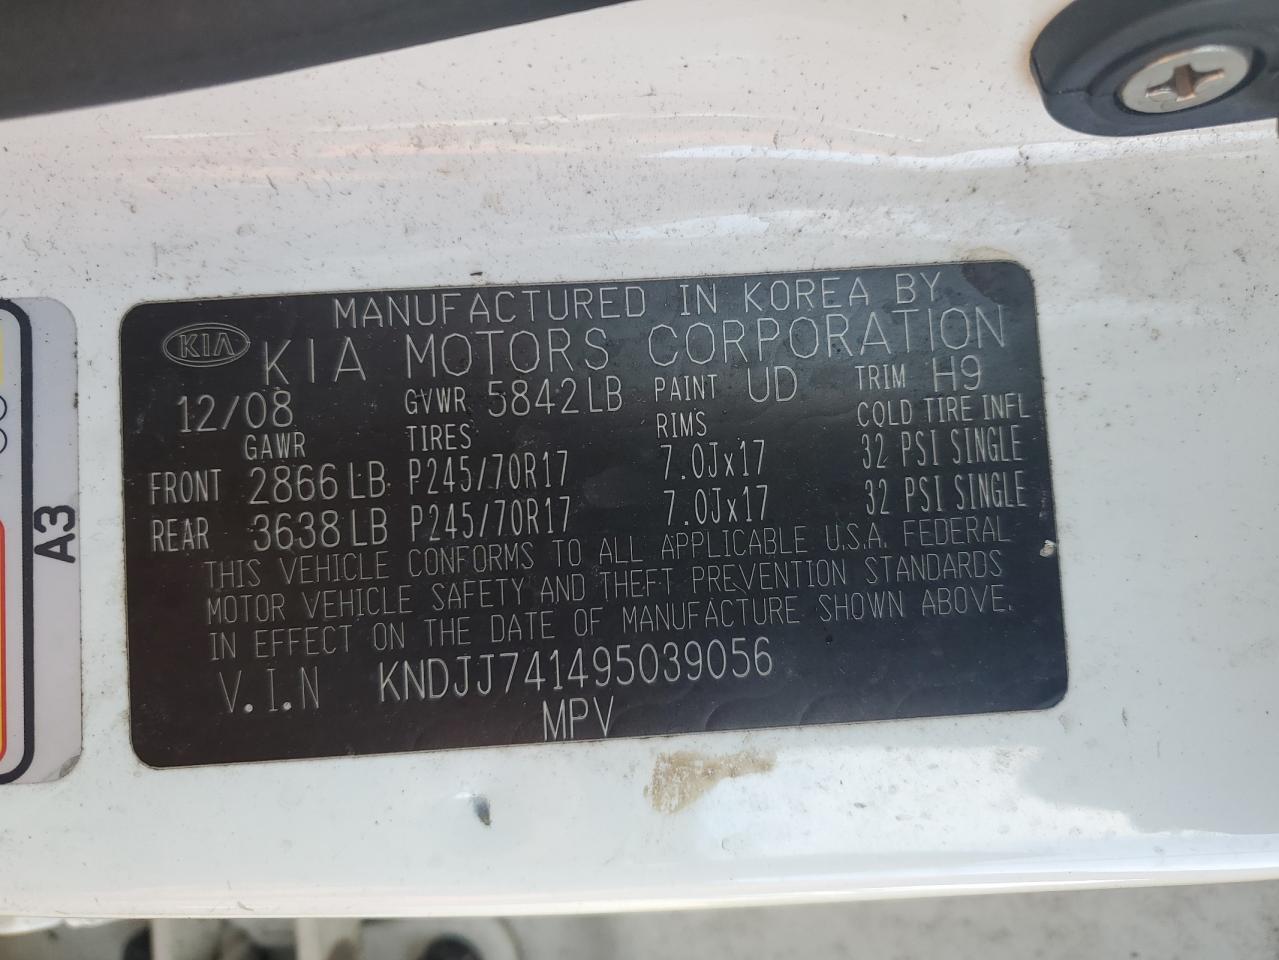 MANUFACTURED IN KOREA BY
KIA KIA MOTORS CORPORATION
12/08 GVWR 5842LB PAINT UD TRIM H9
GAWR TIRES RIMS COLD TIRE INFL
FRONT 2866LB P245/70R17 7.0Jx17 32 PSI SINGLE
REAR 3638LB P245/70R17 7.0Jx17 32 PSI SINGLE
THIS VEHICLE CONFORMS TO ALL APPLICABLE U.S.A. FEDERAL
MOTOR VEHICLE SAFETY AND THEFT PREVENTION STANDARDS
IN EFFECT ON THE DATE OF MANUFACTURE SHOWN ABOVE.
V.I.N KNDJJ741495039056
MPV
A3